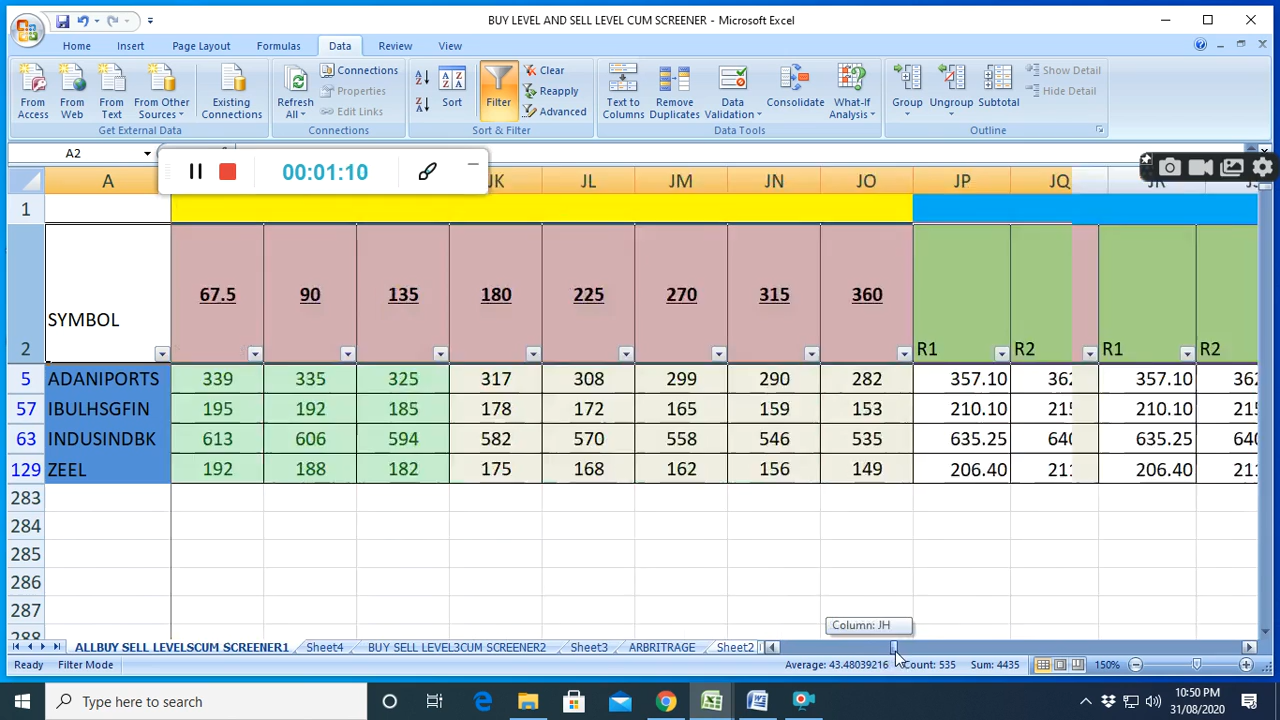 BUY LEVEL AND SELL LEVEL CUM SCREENER - Microsoft Excel
Home Insert Page Layout Formulas Data Review View
From Access
From Web
From Text
From Other Sources
Existing Connections
Get External Data
Refresh All
Connections
Properties
Edit Links
Connections
Sort
Filter
Clear
Reapply
Advanced
Sort & Filter
Text to Columns
Remove Duplicates
Data Validation
Consolidate
What-If Analysis
Data Tools
Group
Ungroup
Subtotal
Show Detail
Hide Detail
Outline
A2
00:01:10
A JK JL JM JN JO JP JQ JR JS
1
2 SYMBOL 67.5 90 135 180 225 270 315 360 R1 R2 R1 R2
5 ADANIPORTS 339 335 325 317 308 299 290 282 357.10 362 357.10 362
57 IBULHSGFIN 195 192 185 178 172 165 159 153 210.10 215 210.10 215
63 INDUSINDBK 613 606 594 582 570 558 546 535 635.25 640 635.25 640
129 ZEEL 192 188 182 175 168 162 156 149 206.40 211 206.40 211
283
284
285
286
287
288
Column: JH
ALLBUY SELL LEVELSCUM SCREENER1 Sheet4 BUY SELL LEVEL3CUM SCREENER2 Sheet3 ARBRITRAGE Sheet2
Ready Filter Mode Average: 43.48039216 Count: 535 Sum: 4435 150%
Type here to search
10:50 PM
31/08/2020